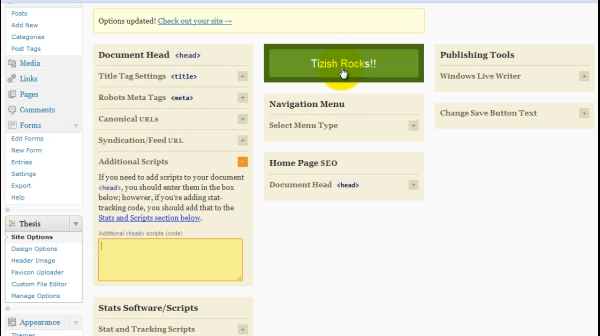 Posts
Add New
Categories
Post Tags
Media
Links
Pages
Comments
Forms
Edit Forms
New Form
Entries
Settings
Export
Help
Thesis
Site Options
Design Options
Header Image
Favicon Uploader
Custom File Editor
Manage Options
Appearance
Themes
Options updated! Check out your site →
Document Head <head>
Title Tag Settings <title> +
Robots Meta Tags <meta> +
Canonical URLs +
Syndication/Feed URL +
Additional Scripts +
If you need to add scripts to your document
<head>, you should enter them in the box
below; however, if you're adding stat-
tracking code, you should add that to the
Stats and Scripts section below.
Additional <head> scripts (code)
Stats Software/Scripts
Stat and Tracking Scripts +
Tizish Rocks!!
Navigation Menu
Select Menu Type +
Home Page SEO
Document Head <head> +
Publishing Tools
Windows Live Writer +
Change Save Button Text +